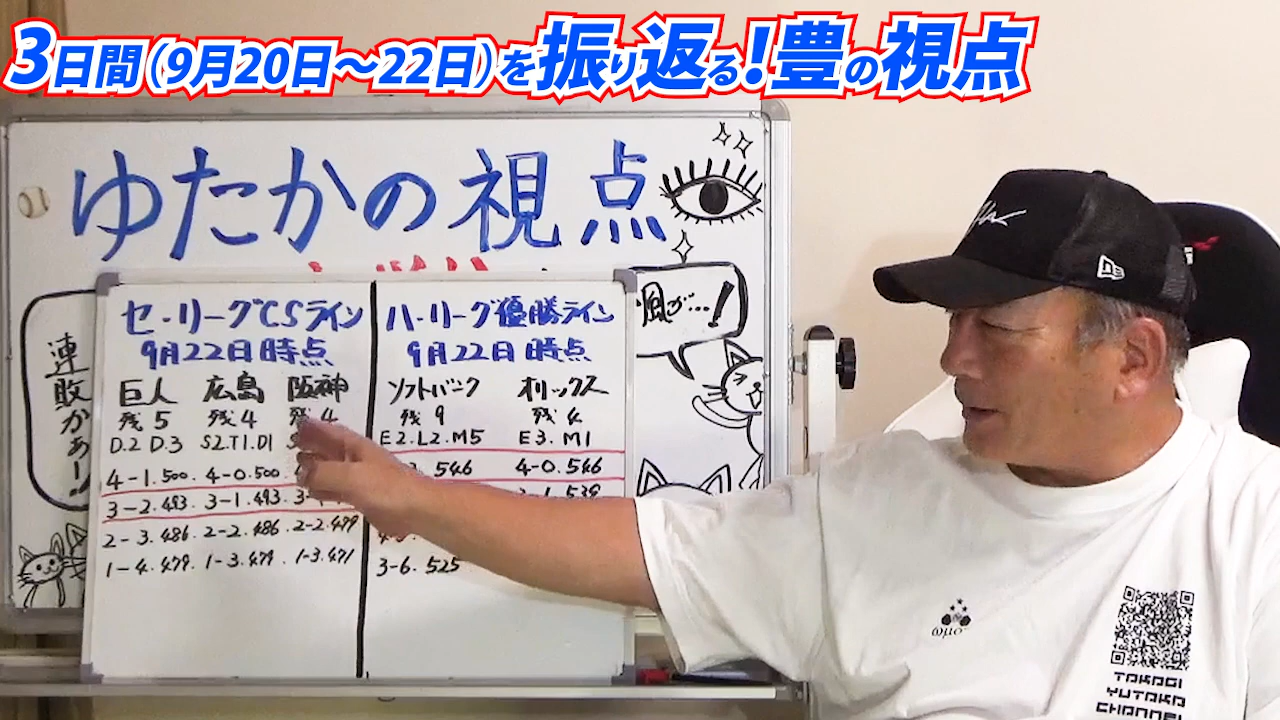 3日間（9月20日～22日）を振り返る！豊の視点
ゆたかの視点
連敗かぁー!!
風が…!
セ・リーグCSライン
9月22日時点
巨人 広島 阪神
残5 残4 残4
D.2 D.3 S2.T1.D1
4-1.500. 4-0.500
3-2.493. 3-1.493.
2-3.486. 2-2.486. 2-2.479
1-4.479. 1-3.479. 1-3.471
パ・リーグ優勝ライン
9月22日時点
ソフトバンク オリックス
残9 残4
E2.L2.M5 E3.M1
546 4-0.546
3-6.525
NE
ωμο
TAKAGI
YUTAKA
CHANNEL